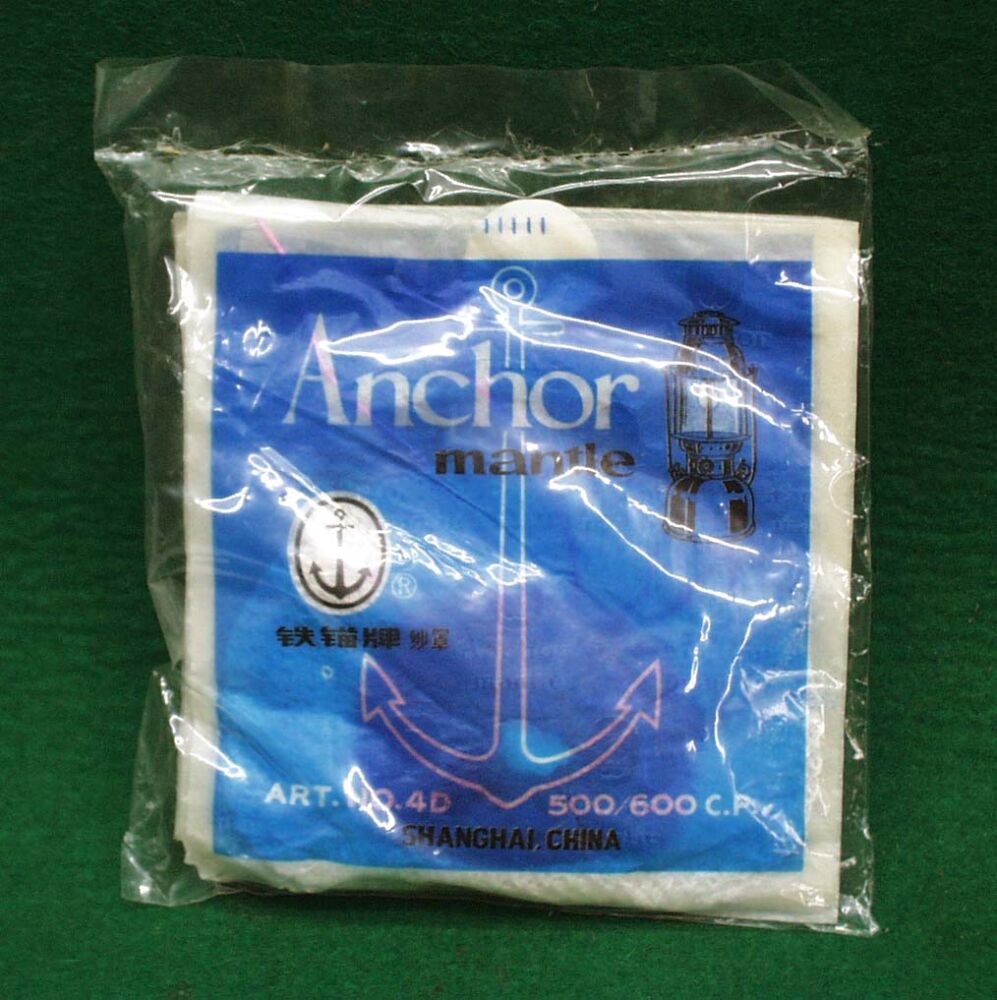 Anchor
mantle
®
铁锚牌 纱罩
ART. NO. 4D 500/600 C.P.
SHANGHAI, CHINA